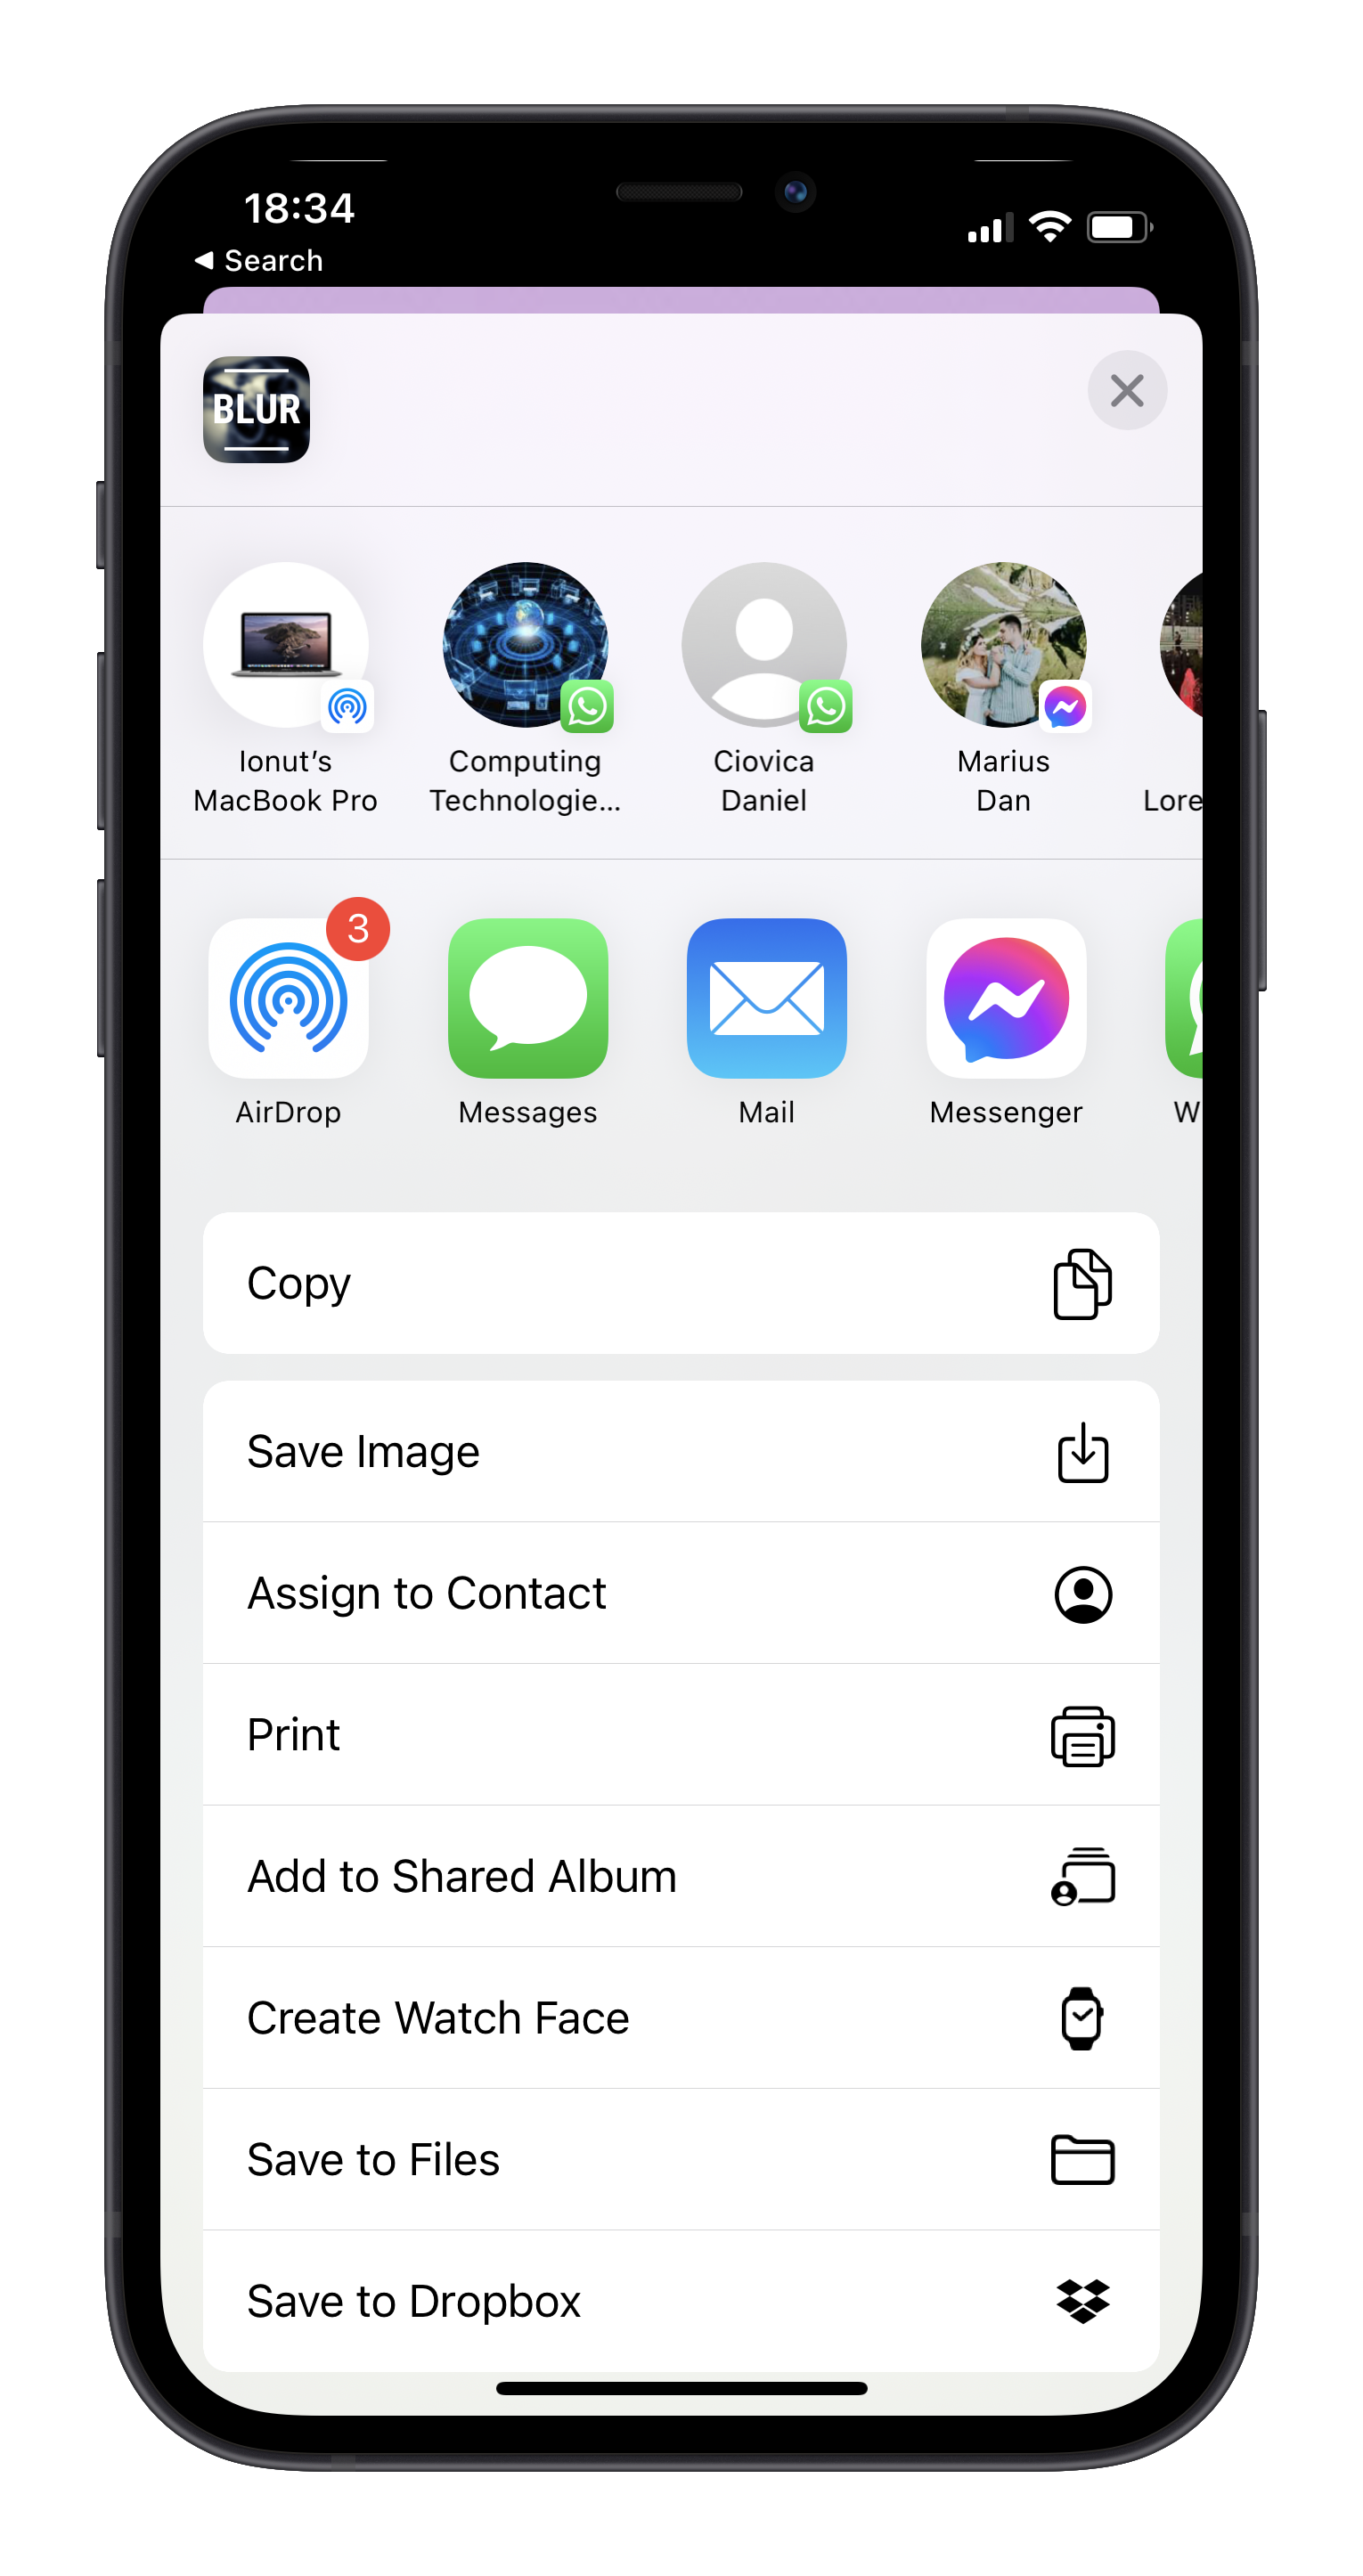 18:34
◀ Search
BLUR
Ionut’s
MacBook Pro
Computing
Technologie...
Ciovica
Daniel
Marius
Dan
Lore
3
AirDrop
Messages
Mail
Messenger
W
Copy
Save Image
Assign to Contact
Print
Add to Shared Album
Create Watch Face
Save to Files
Save to Dropbox